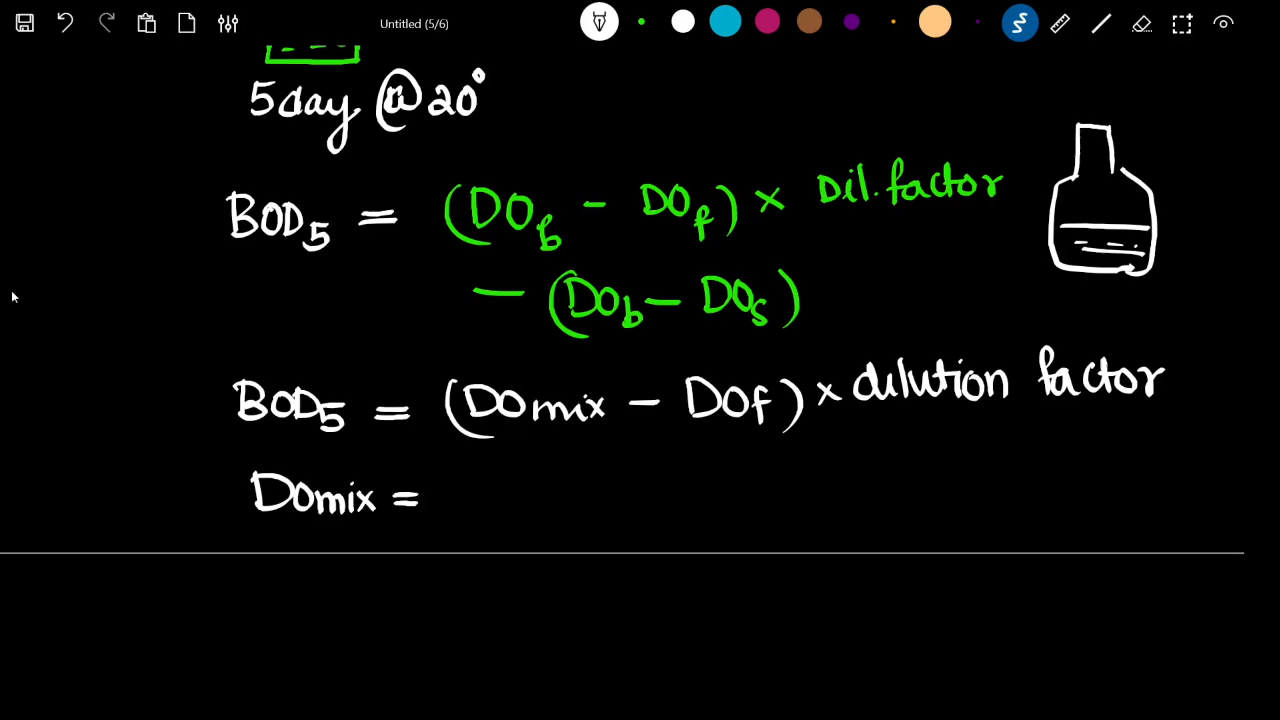 Untitled (5/6)
5day @ 20°
BOD5 = (DOb - DOf) × Dil. factor
- (DOb - DOs)
BOD5 = (DOmix - DOf) × dilution factor
DOmix =